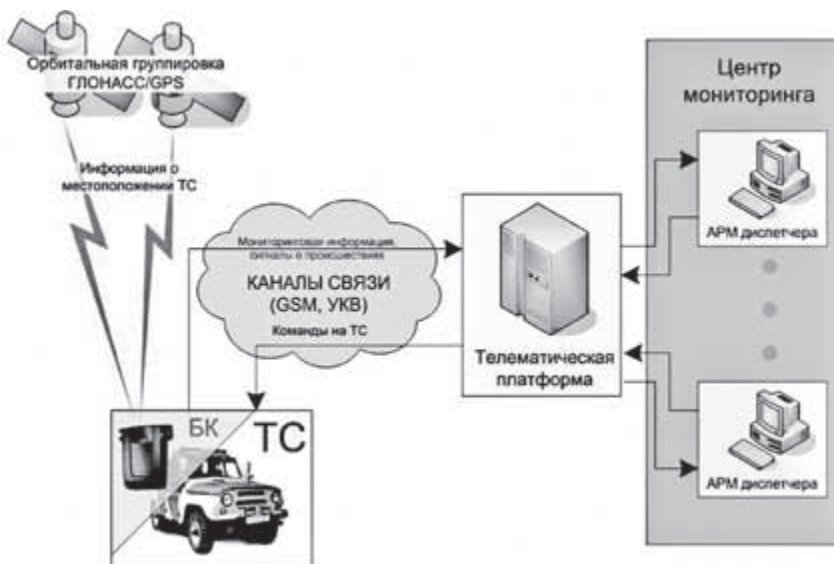 Орбитальная группировка
ГЛОНАСС/GPS
Информация о
местоположении ТС
Мониторинговая информация,
сигналы о происшествиях
КАНАЛЫ СВЯЗИ
(GSM, УКВ)
Команды на ТС
БК
ТС
Телематическая
платформа
Центр
мониторинга
АРМ диспетчера
АРМ диспетчера